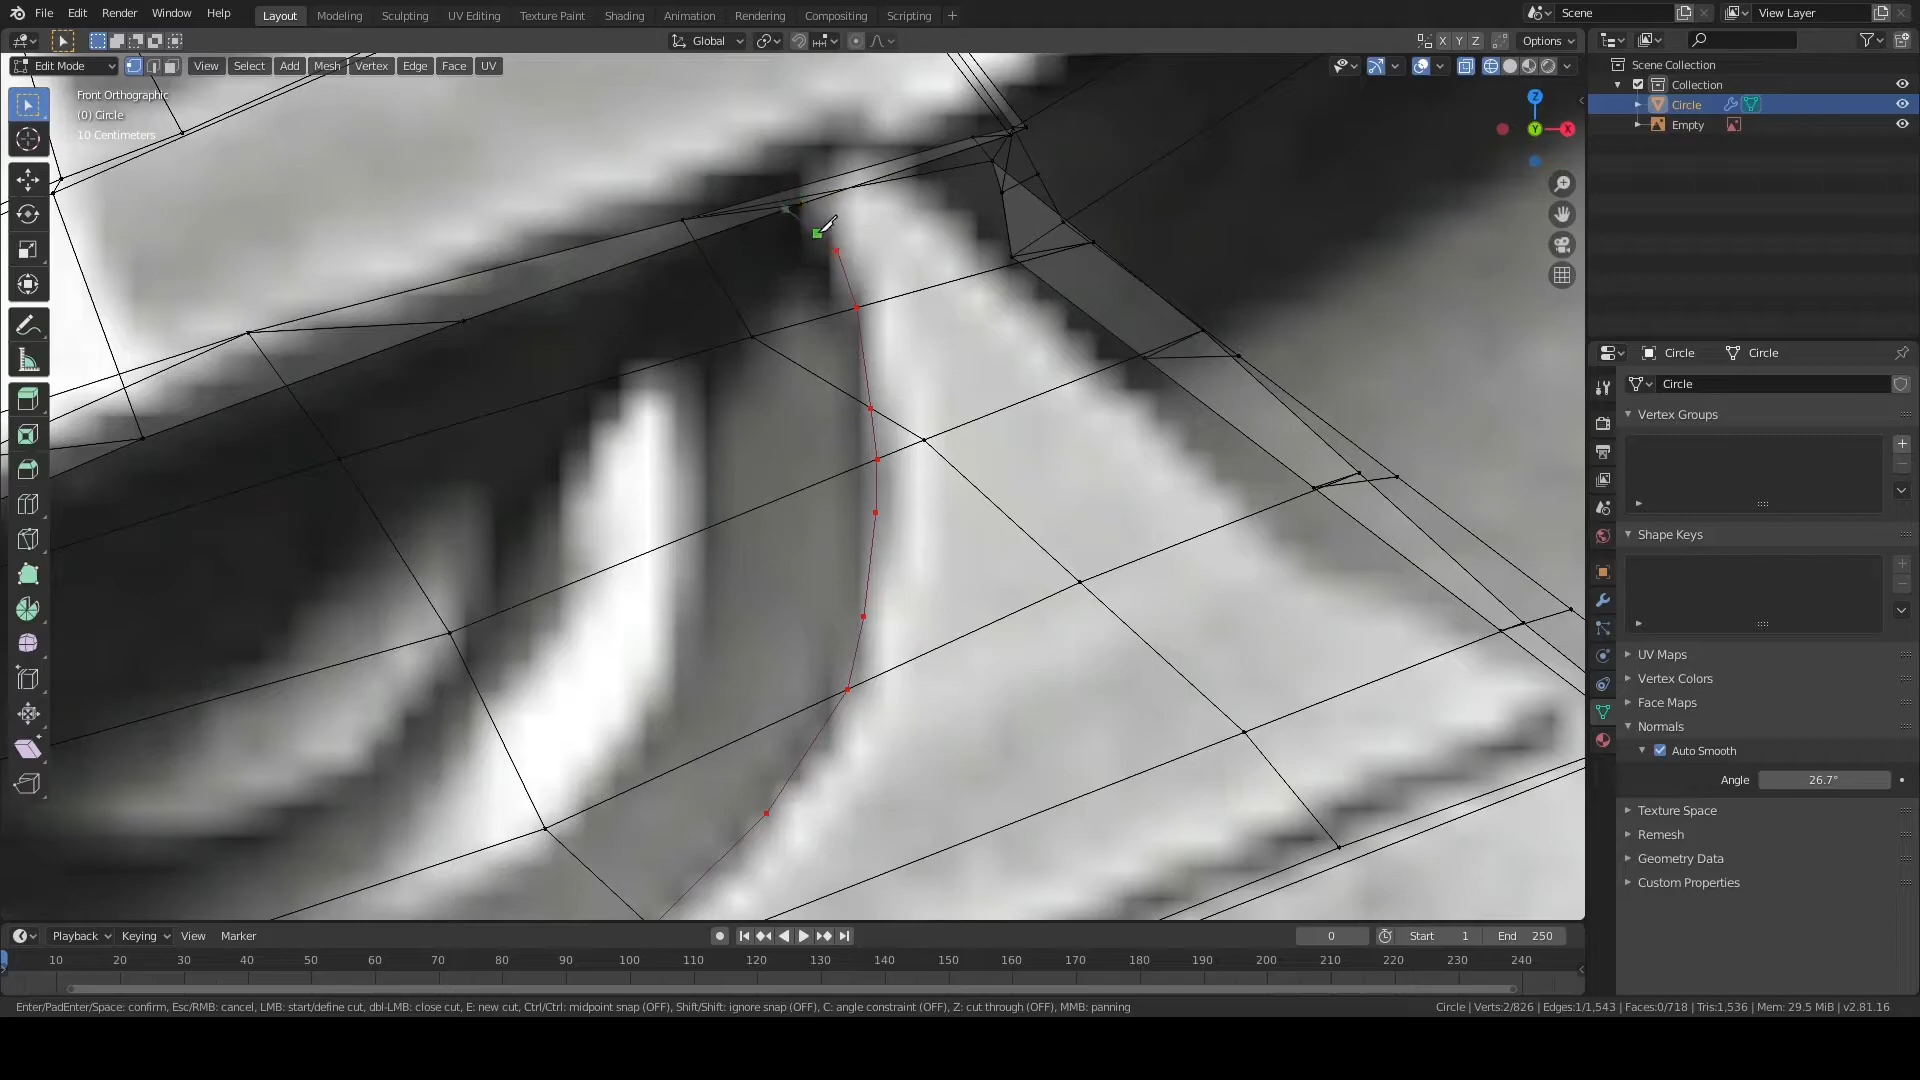 File Edit Render Window Help
Layout Modeling Sculpting UV Editing Texture Paint Shading Animation Rendering Compositing Scripting +
Scene View Layer
Global X Y Z Options
Edit Mode View Select Add Mesh Vertex Edge Face UV
Front Orthographic
(0) Circle
10 Centimeters
Z
Y X
Scene Collection
Collection
Circle
Empty
Circle Circle
Circle
Vertex Groups
Shape Keys
UV Maps
Vertex Colors
Face Maps
Normals
Auto Smooth
Angle 26.7°
Texture Space
Remesh
Geometry Data
Custom Properties
Playback Keying View Marker 0 Start 1 End 250
10 20 30 40 50 60 70 80 90 100 110 120 130 140 150 160 170 180 190 200 210 220 230 240
Enter/PadEnter/Space: confirm, Esc/RMB: cancel, LMB: start/define cut, dbl-LMB: close cut, E: new cut, Ctrl/Ctrl: midpoint snap (OFF), Shift/Shift: ignore snap (OFF), C: angle constraint (OFF), Z: cut through (OFF), MMB: panning
Circle | Verts:2/826 | Edges:1/1,543 | Faces:0/718 | Tris:1,536 | Mem: 29.5 MiB | v2.81.16